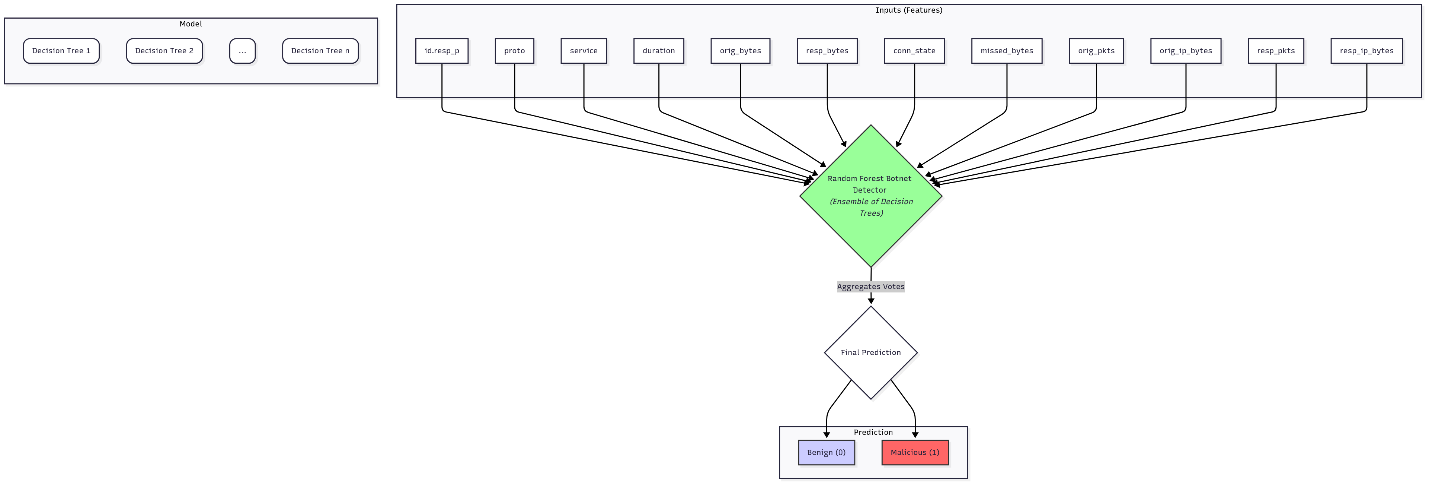 Model
Decision Tree 1
Decision Tree 2
...
Decision Tree n
Inputs (Features)
id.resp_p
proto
service
duration
orig_bytes
resp_bytes
conn_state
missed_bytes
orig_pkts
orig_ip_bytes
resp_pkts
resp_ip_bytes
Random Forest Botnet
Detector
(Ensemble of Decision
Trees)
Aggregates Votes
Final Prediction
Prediction
Benign (0)
Malicious (1)